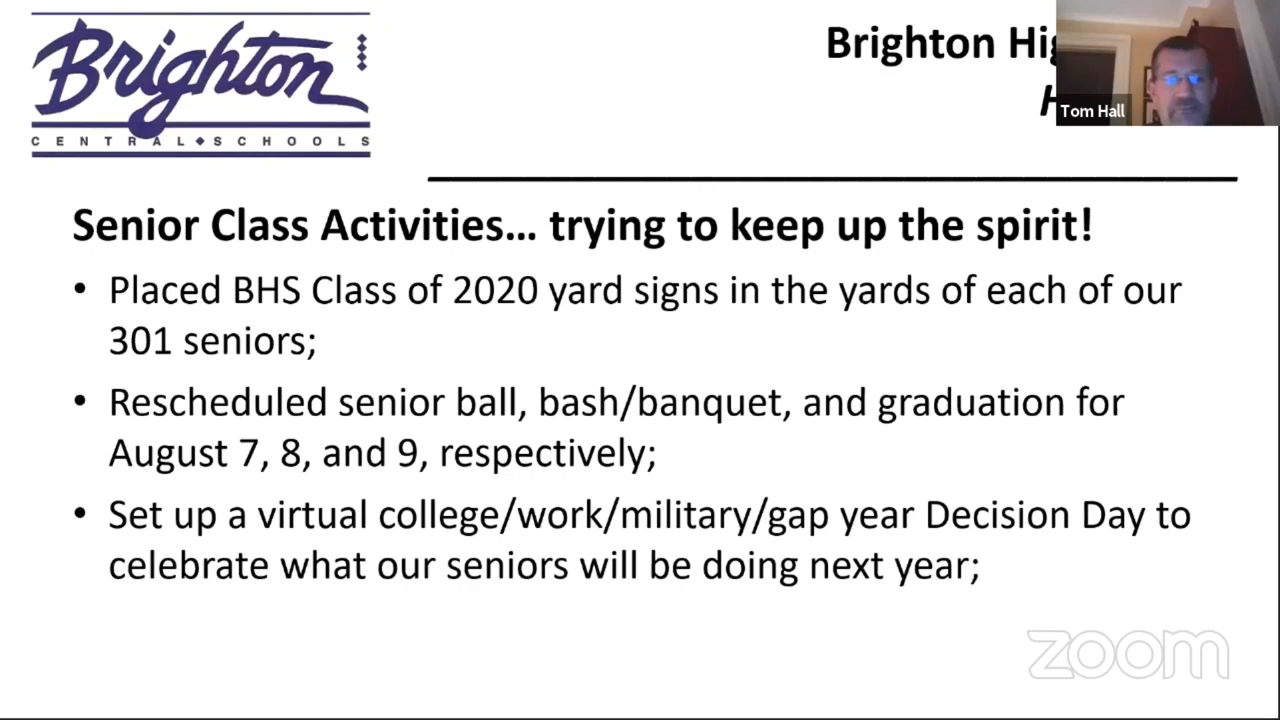 Brighton
CENTRAL◆SCHOOLS
Brighton
Tom Hall
Senior Class Activities… trying to keep up the spirit!
• Placed BHS Class of 2020 yard signs in the yards of each of our
301 seniors;
• Rescheduled senior ball, bash/banquet, and graduation for
August 7, 8, and 9, respectively;
• Set up a virtual college/work/military/gap year Decision Day to
celebrate what our seniors will be doing next year;
zoom